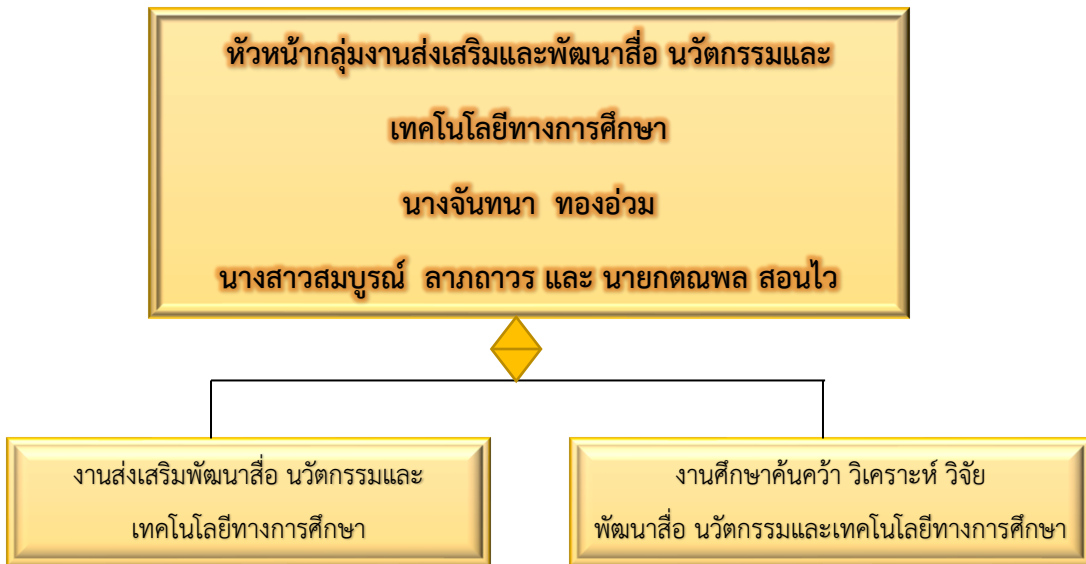 หัวหน้ากลุ่มงานส่งเสริมและพัฒนาสื่อ นวัตกรรมและ
เทคโนโลยีทางการศึกษา
นางจันทนา  ทองอ่วม
นางสาวสมบูรณ์  ลาภถาวร และ นายกตณพล สอนไว
งานส่งเสริมพัฒนาสื่อ นวัตกรรมและ
เทคโนโลยีทางการศึกษา
งานศึกษาค้นคว้า วิเคราะห์ วิจัย
พัฒนาสื่อ นวัตกรรมและเทคโนโลยีทางการศึกษา